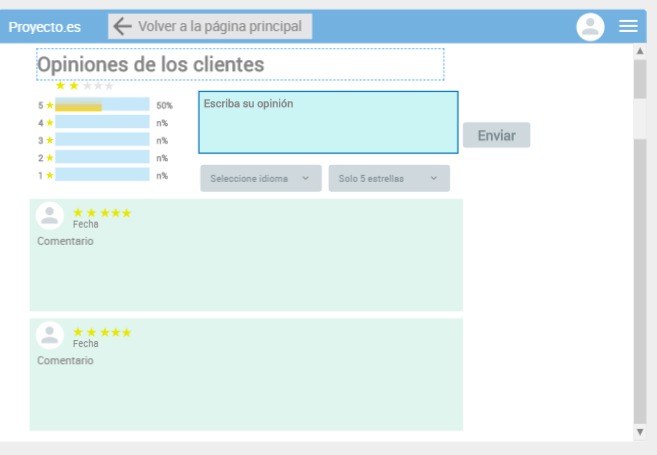 Proyecto.es
Volver a la página principal
Opiniones de los clientes
5 50%
4 n%
3 n%
2 n%
1 n%
Escriba su opinión
Enviar
Seleccione idioma
Solo 5 estrellas
Fecha
Comentario
Fecha
Comentario